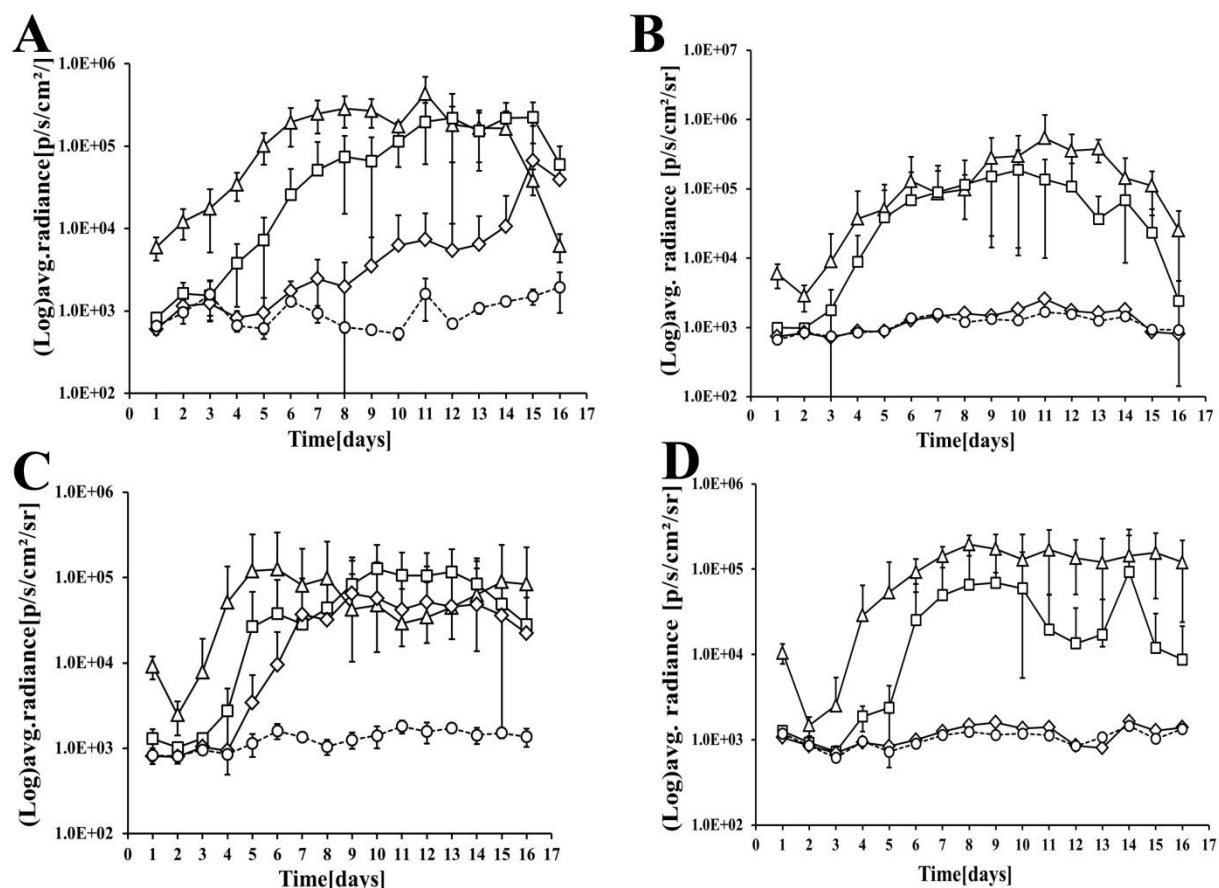 A
(Log)avg.radiance[p/s/cm²/]
1.0E+06
1.0E+05
1.0E+04
1.0E+03
1.0E+02
0 1 2 3 4 5 6 7 8 9 10 11 12 13 14 15 16 17
Time[days]
B
(Log)avg. radiance [p/s/cm²/sr]
1.0E+07
1.0E+06
1.0E+05
1.0E+04
1.0E+03
1.0E+02
0 1 2 3 4 5 6 7 8 9 10 11 12 13 14 15 16 17
Time[days]
C
(Log)avg.radiance[p/s/cm²/sr]
1.0E+06
1.0E+05
1.0E+04
1.0E+03
1.0E+02
0 1 2 3 4 5 6 7 8 9 10 11 12 13 14 15 16 17
Time[days]
D
(Log)avg. radiance [p/s/cm²/sr]
1.0E+06
1.0E+05
1.0E+04
1.0E+03
1.0E+02
0 1 2 3 4 5 6 7 8 9 10 11 12 13 14 15 16 17
Time[days]